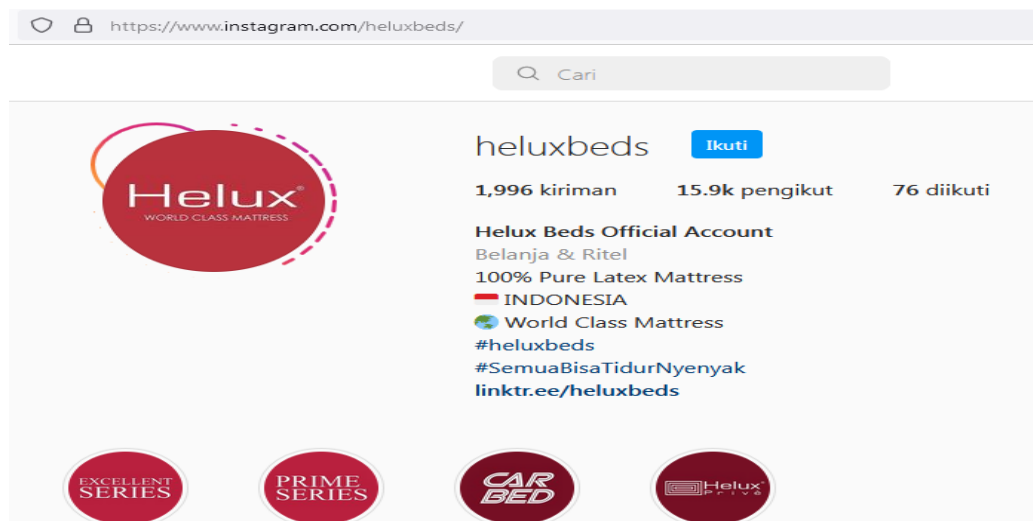 https://www.instagram.com/heluxbeds/
Cari
Helux®
WORLD CLASS MATTRESS
heluxbeds Ikuti
1,996 kiriman 15.9k pengikut 76 diikuti
Helux Beds Official Account
Belanja & Ritel
100% Pure Latex Mattress
INDONESIA
World Class Mattress
#heluxbeds
#SemuaBisaTidurNyenyak
linktr.ee/heluxbeds
EXCELLENT
SERIES
PRIME
SERIES
CAR
BED
Helux
Privé